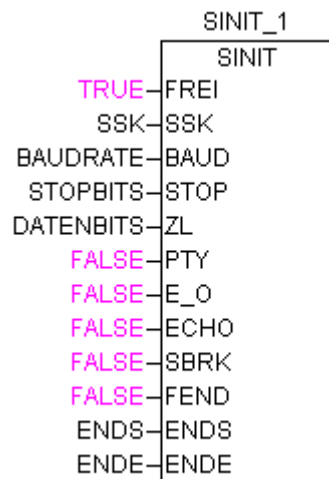 SINIT_1
SINIT
TRUE FREI
SSK SSK
BAUDRATE BAUD
STOPBITS STOP
DATENBITS ZL
FALSE PTY
FALSE E_O
FALSE ECHO
FALSE SBRK
FALSE FEND
ENDS ENDS
ENDE ENDE